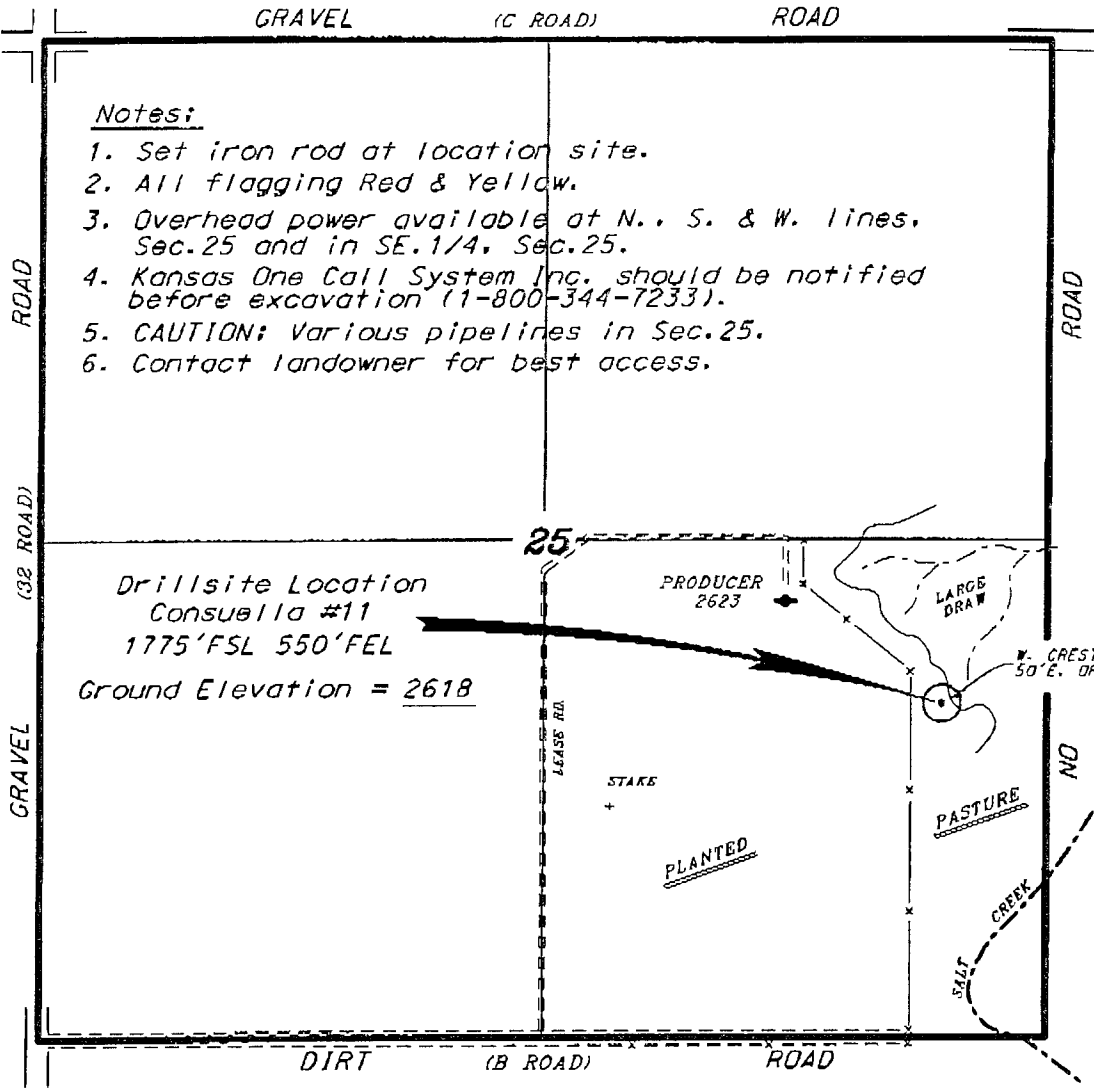 GRAVEL (C ROAD) ROAD
Notes:
1. Set iron rod at location site.
2. All flagging Red & Yellow.
3. Overhead power available at N., S. & W. lines,
Sec.25 and in SE.1/4, Sec.25.
4. Kansas One Call System Inc. should be notified
before excavation (1-800-344-7233).
5. CAUTION: Various pipelines in Sec.25.
6. Contact landowner for best access.
ROAD
(32 ROAD)
GRAVEL
ROAD
NO
25
Drillsite Location
Consuella #11
1775'FSL 550'FEL
Ground Elevation = 2618
PRODUCER
2623
LARGE
DRAW
W. CREST
50'E. OF
LEASE RD.
STAKE
PLANTED
PASTURE
SALT CREEK
DIRT (B ROAD) ROAD